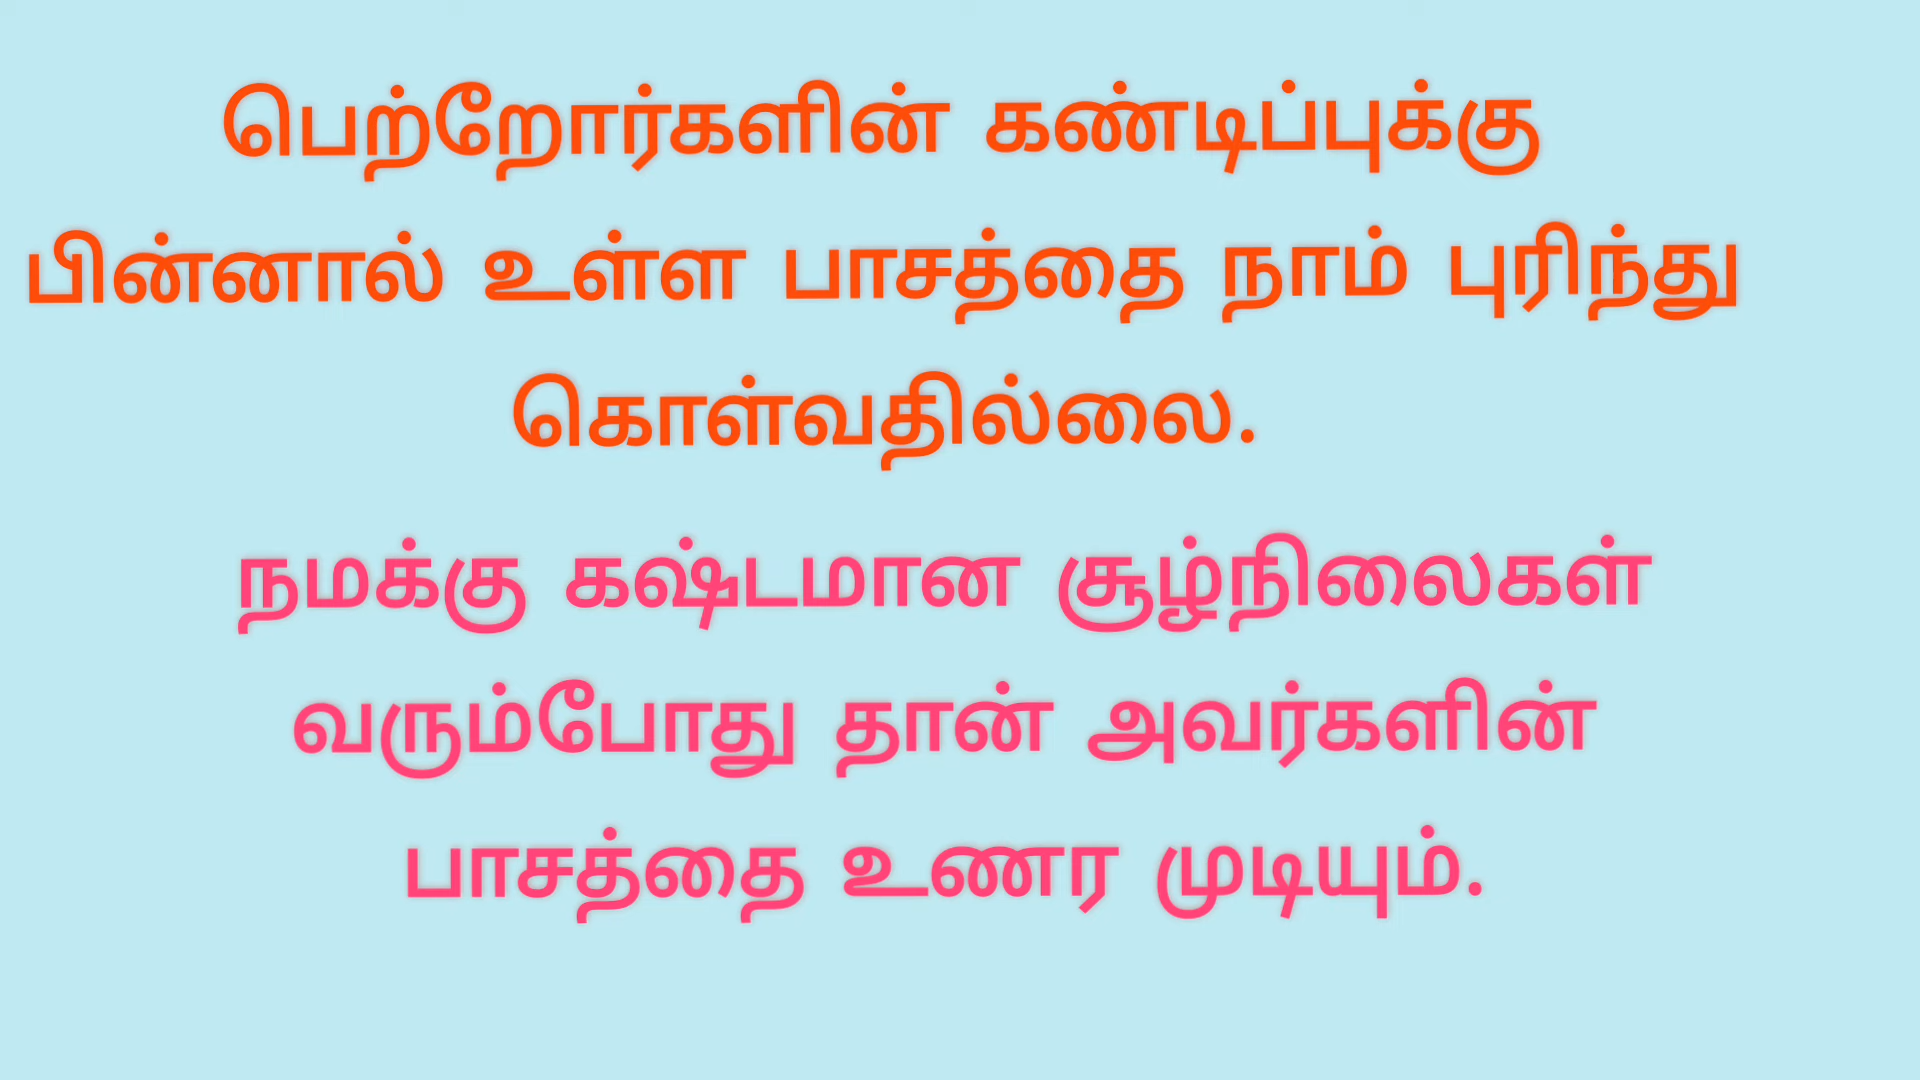 பெற்றோர்களின் கண்டிப்புக்கு
பின்னால் உள்ள பாசத்தை நாம் புரிந்து
கொள்வதில்லை.
நமக்கு கஷ்டமான சூழ்நிலைகள்
வரும்போது தான் அவர்களின்
பாசத்தை உணர முடியும்.